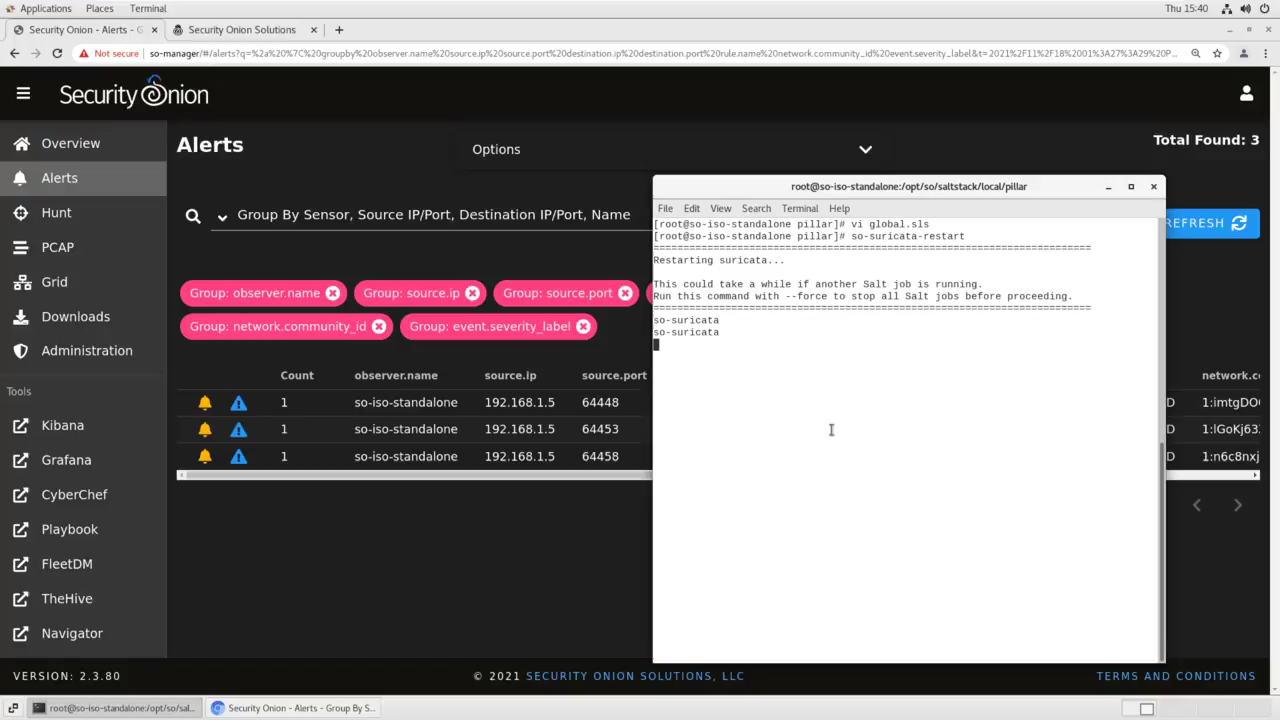 Applications Places Terminal Thu 15:40
Security Onion - Alerts - G Security Onion Solutions
Not secure so-manager/#/alerts?q=%2a%20%7C%20groupby%20observer.name%20source.ip%20source.port%20destination.ip%20destination.port%20rule.name%20network.community_id%20event.severity_label&t=2021%2F11%2F18%2001%3A27%3A29%20P...
Security Onion
Overview
Alerts
Hunt
PCAP
Grid
Downloads
Administration
Tools
Kibana
Grafana
CyberChef
Playbook
FleetDM
TheHive
Navigator
Alerts
Options
Total Found: 3
Group By Sensor, Source IP/Port, Destination IP/Port, Name
REFRESH
Group: observer.name Group: source.ip Group: source.port
Group: network.community_id Group: event.severity_label
Count observer.name source.ip source.port network.c
1 so-iso-standalone 192.168.1.5 64448 D 1:imtgDO
1 so-iso-standalone 192.168.1.5 64453 D 1:lGoKj63
1 so-iso-standalone 192.168.1.5 64458 D 1:n6c8nxj
root@so-iso-standalone:/opt/so/saltstack/local/pillar
File Edit View Search Terminal Help
[root@so-iso-standalone pillar]# vi global.sls
[root@so-iso-standalone pillar]# so-suricata-restart
=========================================================================
Restarting suricata...
This could take a while if another Salt job is running.
Run this command with --force to stop all Salt jobs before proceeding.
=========================================================================
so-suricata
so-suricata
VERSION: 2.3.80 © 2021 SECURITY ONION SOLUTIONS, LLC TERMS AND CONDITIONS
root@so-iso-standalone:/opt/so/sal... Security Onion - Alerts - Group By S...